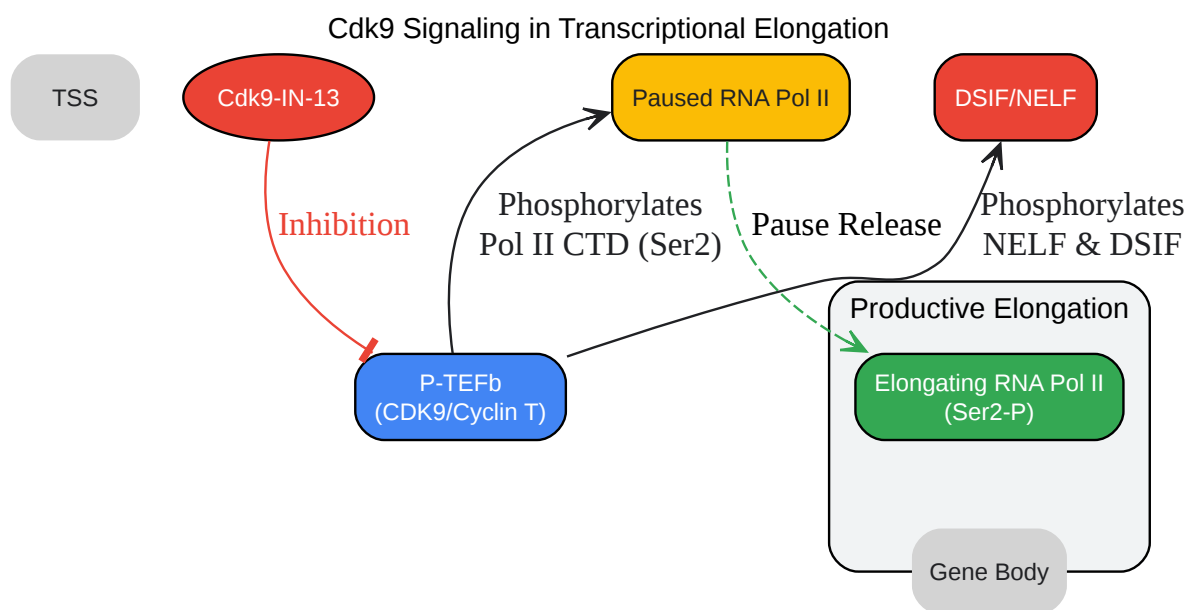 Cdk9 Signaling in Transcriptional Elongation
TSS
Cdk9-IN-13
Paused RNA Pol II
DSIF/NELF
Inhibition
Phosphorylates
Pol II CTD (Ser2)
Pause Release
Phosphorylates
NELF & DSIF
Productive Elongation
P-TEFb
(CDK9/Cyclin T)
Elongating RNA Pol II
(Ser2-P)
Gene Body